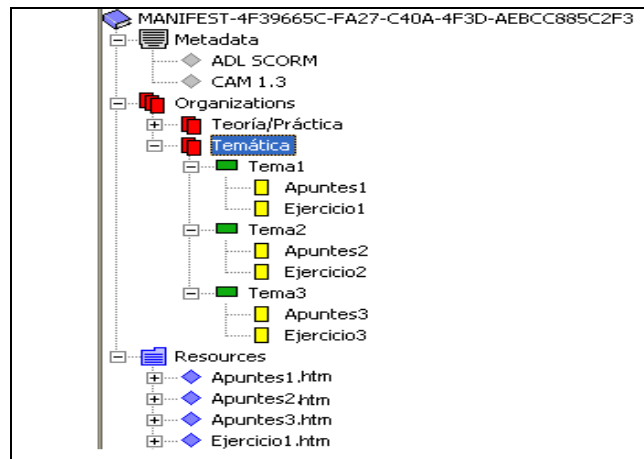 MANIFEST-4F39665C-FA27-C40A-4F3D-AEBCC885C2F3
Metadata
ADL SCORM
CAM 1.3
Organizations
Teoría/Práctica
Temática
Tema1
Apuntes1
Ejercicio1
Tema2
Apuntes2
Ejercicio2
Tema3
Apuntes3
Ejercicio3
Resources
Apuntes1.htm
Apuntes2.htm
Apuntes3.htm
Ejercicio1.htm